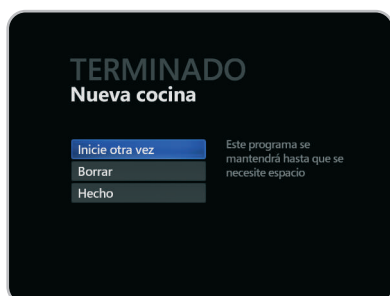 TERMINADO
Nueva cocina
Inicie otra vez
Borrar
Hecho
Este programa se
mantendrá hasta que se
necesite espacio